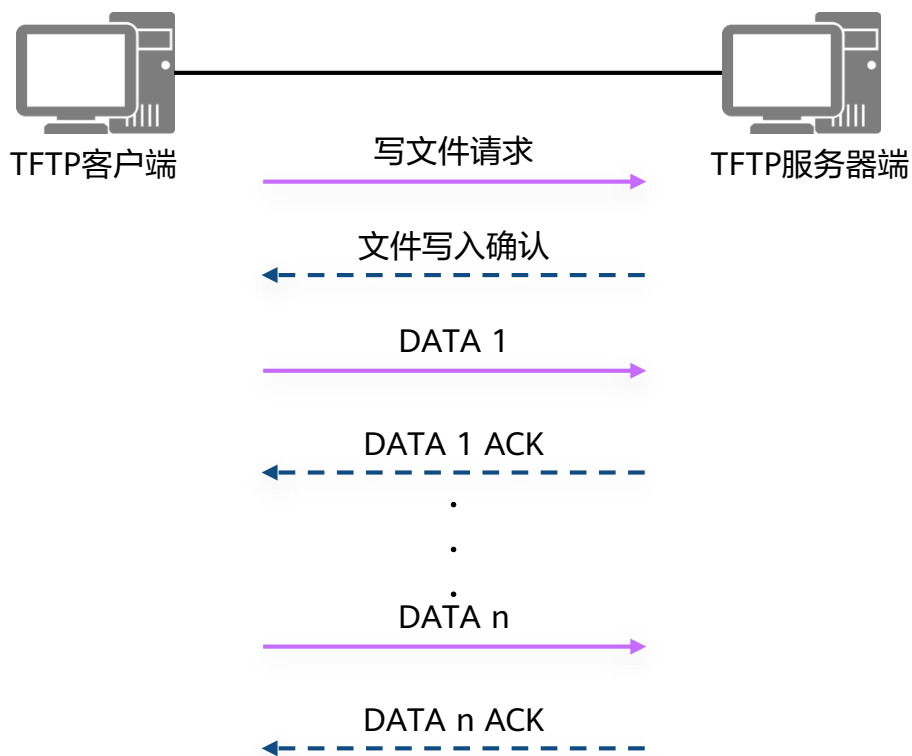 TFTP客户端
TFTP服务器端
写文件请求
文件写入确认
DATA 1
DATA 1 ACK
.
.
.
DATA n
DATA n ACK